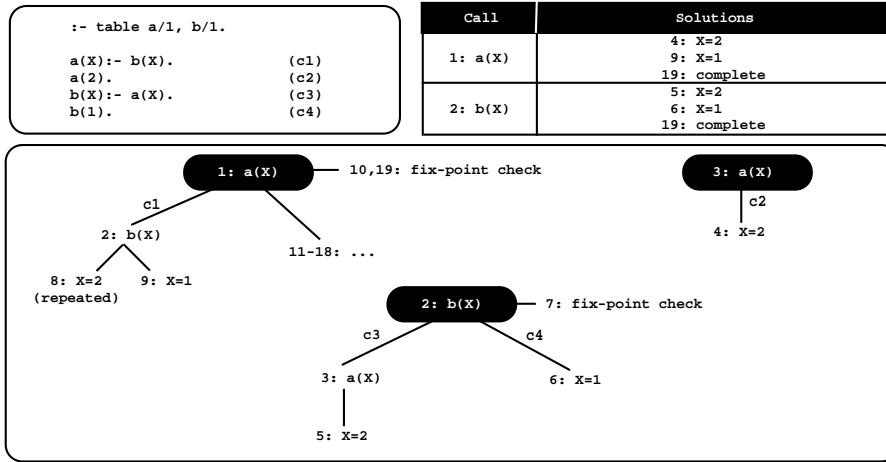 :- table a/1, b/1.
a(X):- b(X). (c1)
a(2). (c2)
b(X):- a(X). (c3)
b(1). (c4)
Call Solutions
1: a(X)
4: X=2
9: X=1
19: complete
2: b(X)
5: X=2
6: X=1
19: complete
1: a(X) 10,19: fix-point check
c1
2: b(X)
8: X=2
(repeated)
9: X=1
11-18: ...
3: a(X)
c2
4: X=2
2: b(X) 7: fix-point check
c3 c4
3: a(X) 6: X=1
5: X=2